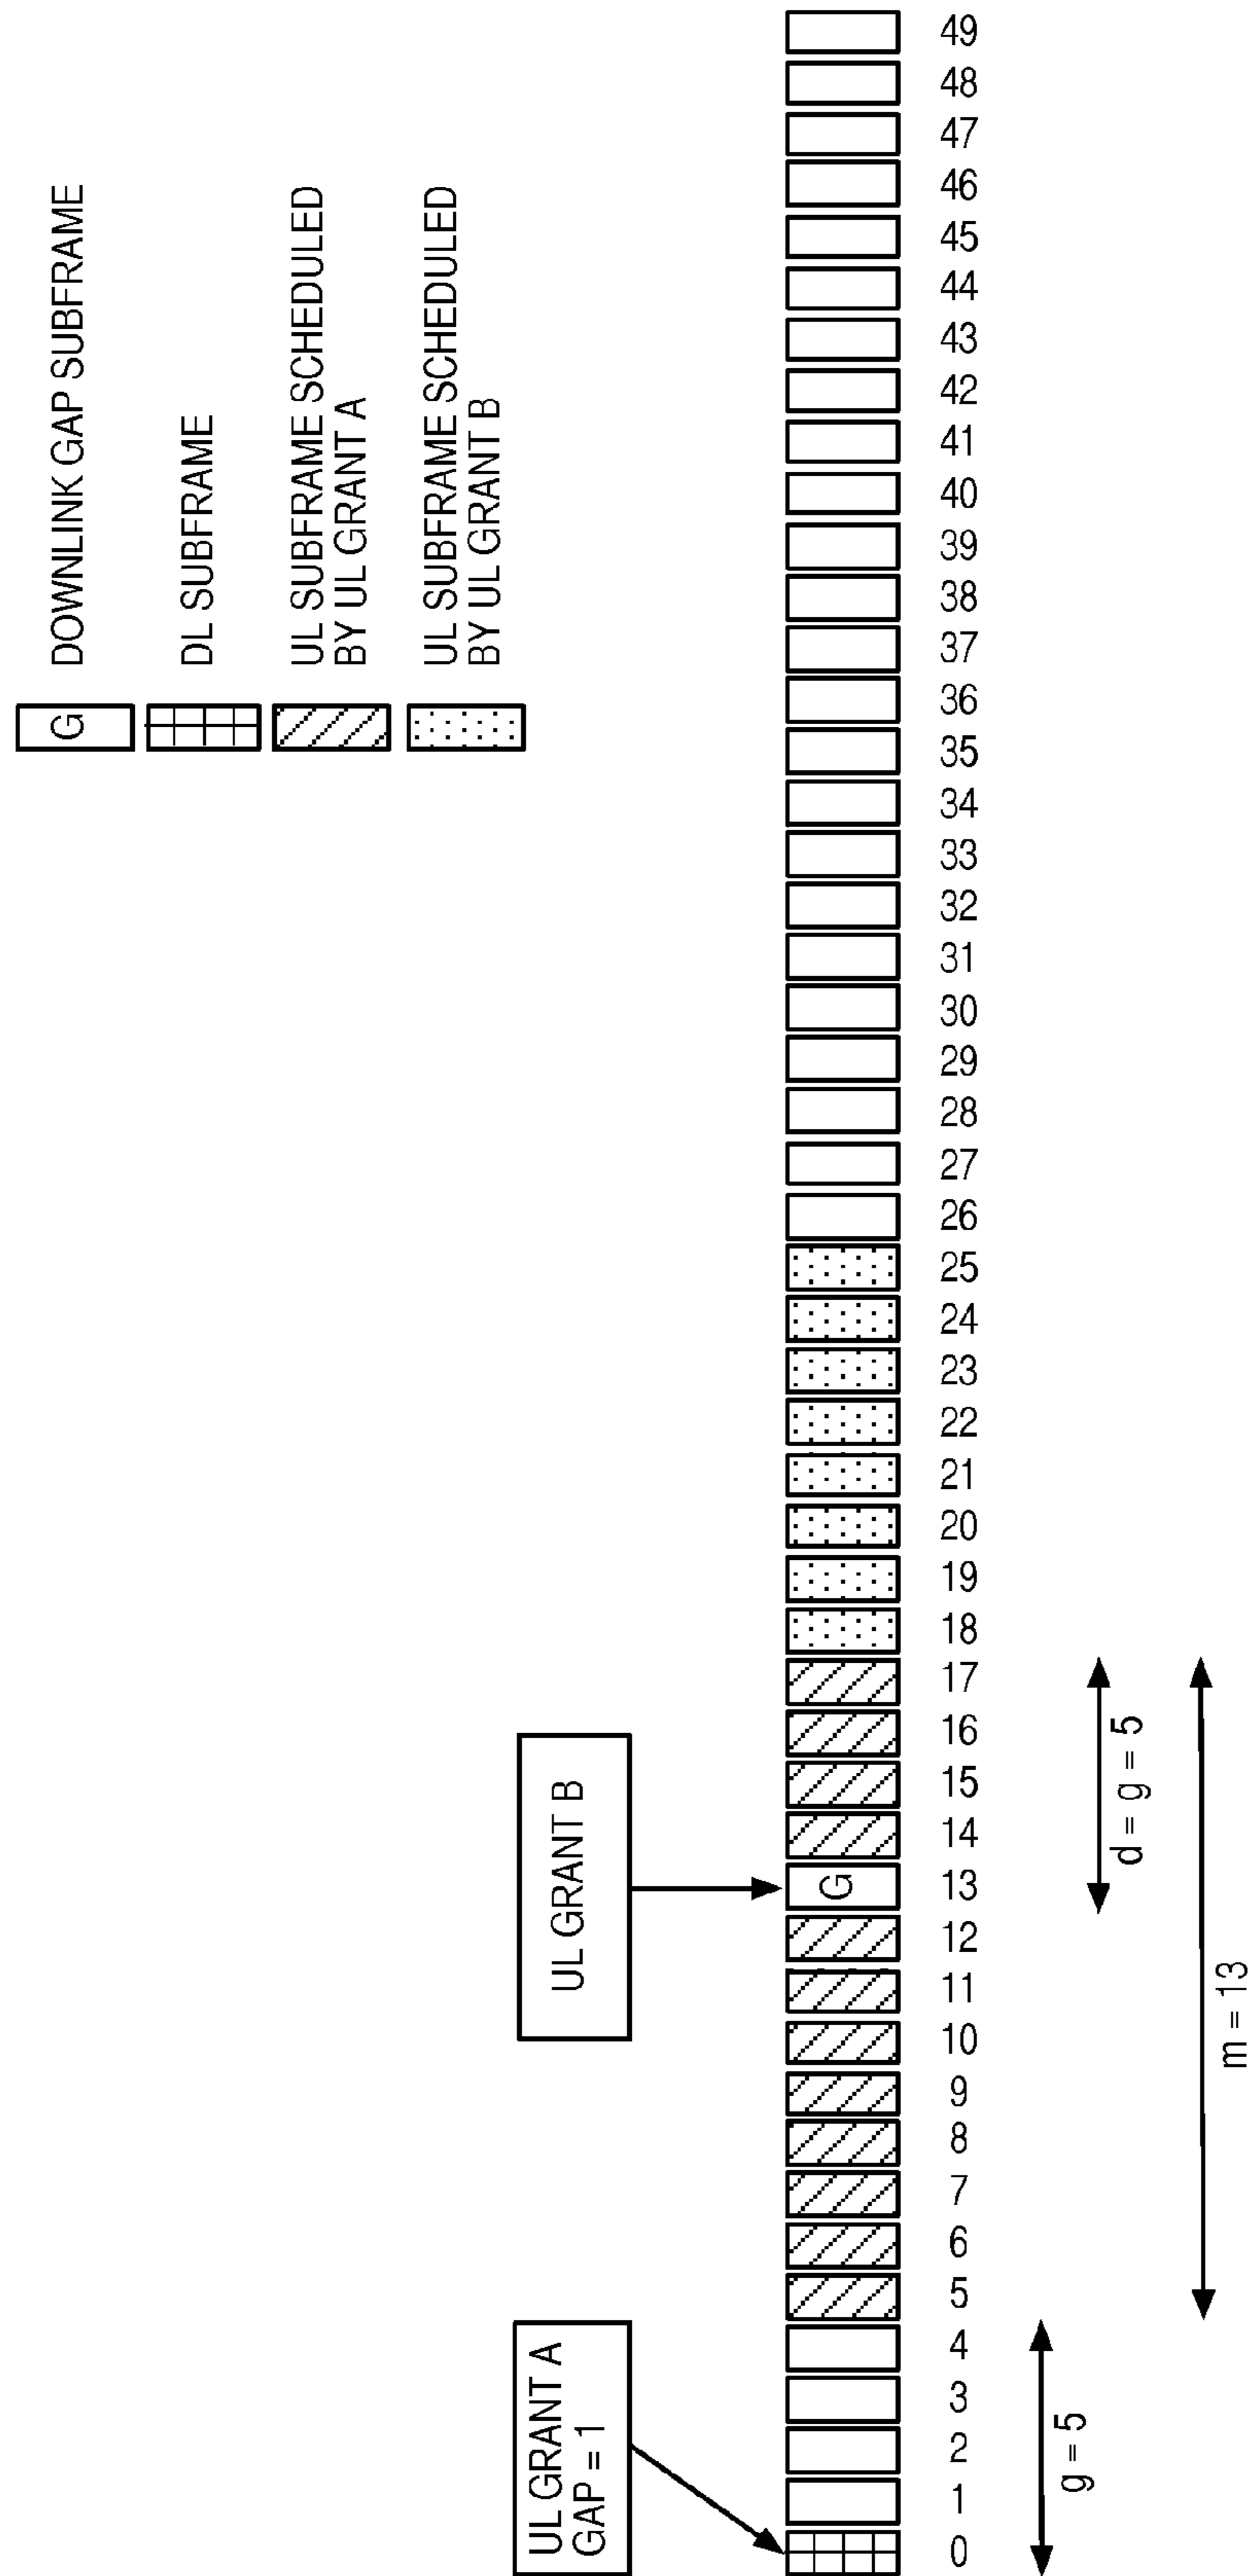 G
DOWNLINK GAP SUBFRAME
DL SUBFRAME
UL SUBFRAME SCHEDULED
BY UL GRANT A
UL SUBFRAME SCHEDULED
BY UL GRANT B
UL GRANT A
GAP = 1
UL GRANT B
G
0 1 2 3 4 5 6 7 8 9 10 11 12 13 14 15 16 17 18 19 20 21 22 23 24 25 26 27 28 29 30 31 32 33 34 35 36 37 38 39 40 41 42 43 44 45 46 47 48 49
g = 5
d = g = 5
m = 13